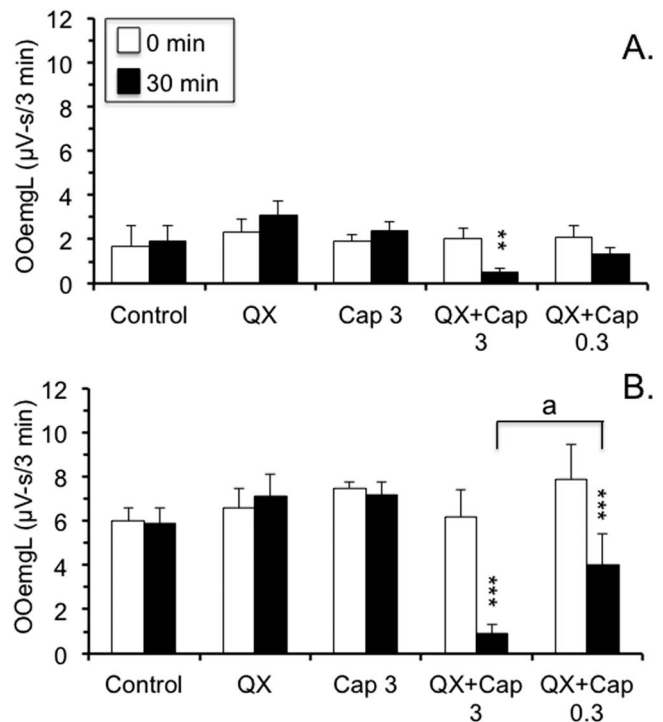 12
10
8
6
4
2
0
OOemgL (µV-s/3 min)
0 min
30 min
A.
**
Control
QX
Cap 3
QX+Cap
3
QX+Cap
0.3
12
10
8
6
4
2
0
OOemgL (µV-s/3 min)
B.
a
***
***
Control
QX
Cap 3
QX+Cap
3
QX+Cap
0.3